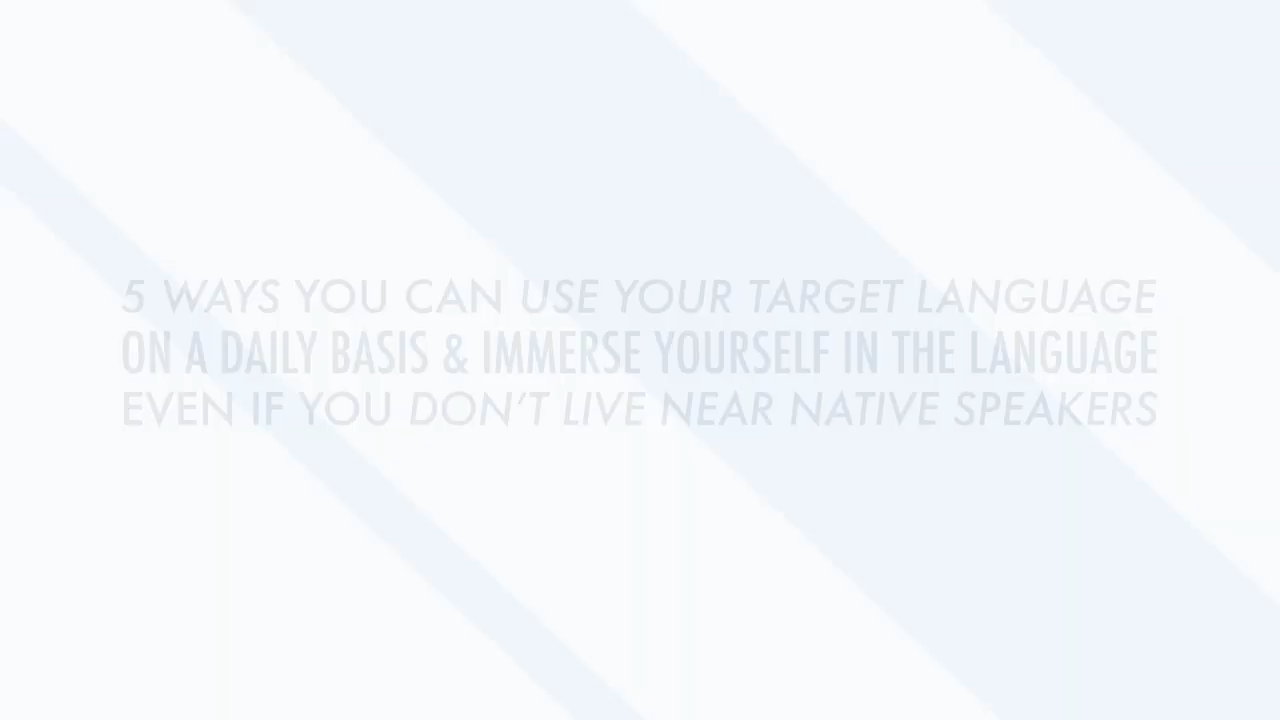 5 WAYS YOU CAN USE YOUR TARGET LANGUAGE
ON A DAILY BASIS & IMMERSE YOURSELF IN THE LANGUAGE
EVEN IF YOU DON'T LIVE NEAR NATIVE SPEAKERS